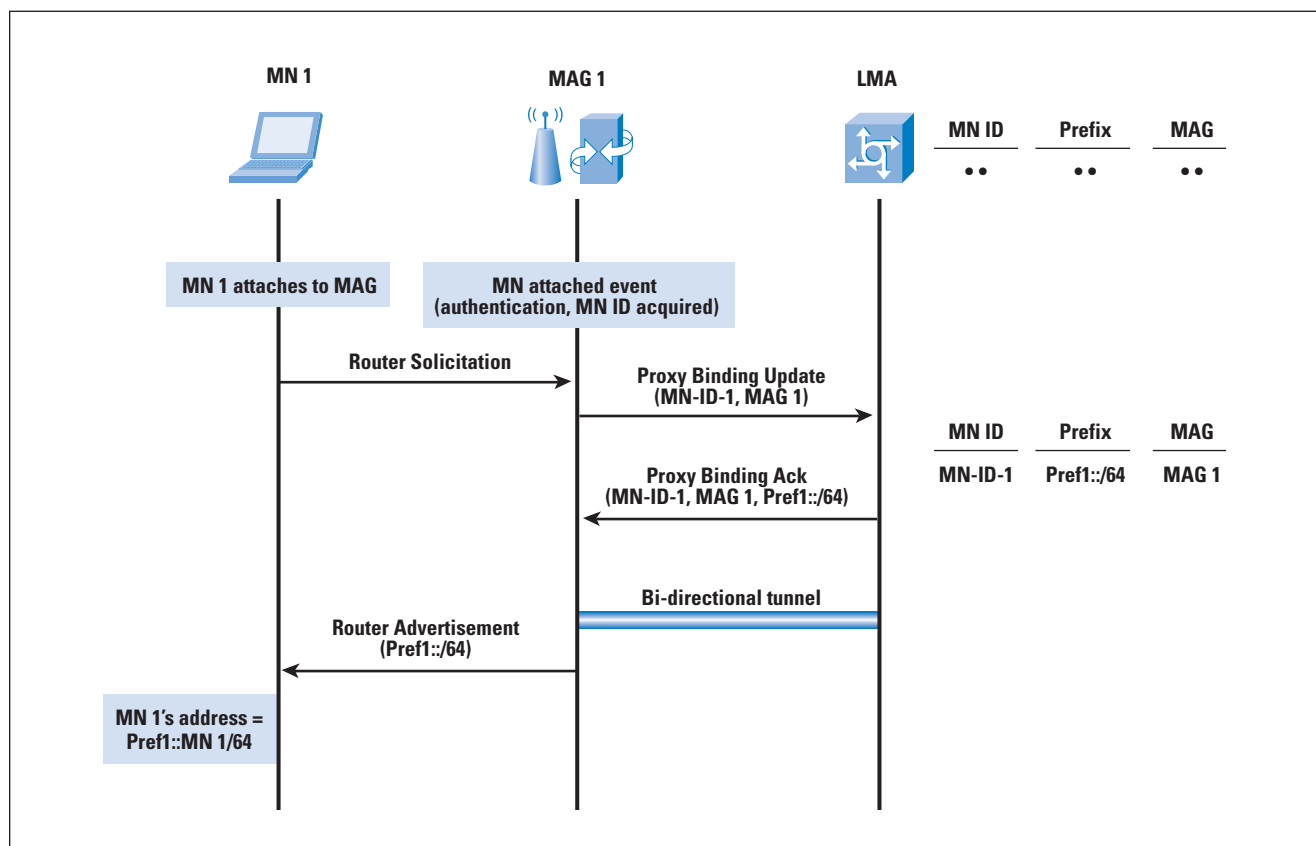 MN 1
MAG 1
LMA
MN ID Prefix MAG
•• •• ••
MN 1 attaches to MAG
MN attached event
(authentication, MN ID acquired)
Router Solicitation
Proxy Binding Update
(MN-ID-1, MAG 1)
MN ID Prefix MAG
MN-ID-1 Pref1::/64 MAG 1
Proxy Binding Ack
(MN-ID-1, MAG 1, Pref1::/64)
Bi-directional tunnel
Router Advertisement
(Pref1::/64)
MN 1’s address =
Pref1::MN 1/64